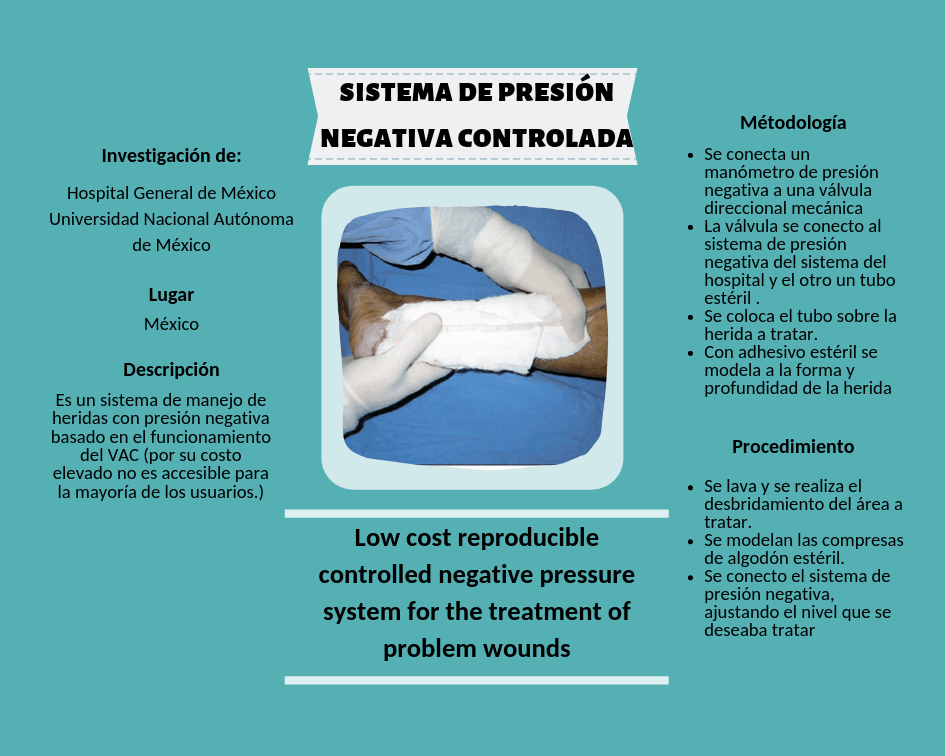 SISTEMA DE PRESIÓN
NEGATIVA CONTROLADA
Investigación de:
Hospital General de México
Universidad Nacional Autónoma
de México
Lugar
México
Descripción
Es un sistema de manejo de
heridas con presión negativa
basado en el funcionamiento
del VAC (por su costo
elevado no es accesible para
la mayoría de los usuarios.)
Low cost reproducible
controlled negative pressure
system for the treatment of
problem wounds
Métodología
• Se conecta un
manómetro de presión
negativa a una válvula
direccional mecánica
• La válvula se conecto al
sistema de presión
negativa del sistema del
hospital y el otro un tubo
estéril .
• Se coloca el tubo sobre la
herida a tratar.
• Con adhesivo estéril se
modela a la forma y
profundidad de la herida
Procedimiento
• Se lava y se realiza el
desbridamiento del área a
tratar.
• Se modelan las compresas
de algodón estéril.
• Se conecto el sistema de
presión negativa,
ajustando el nivel que se
deseaba tratar